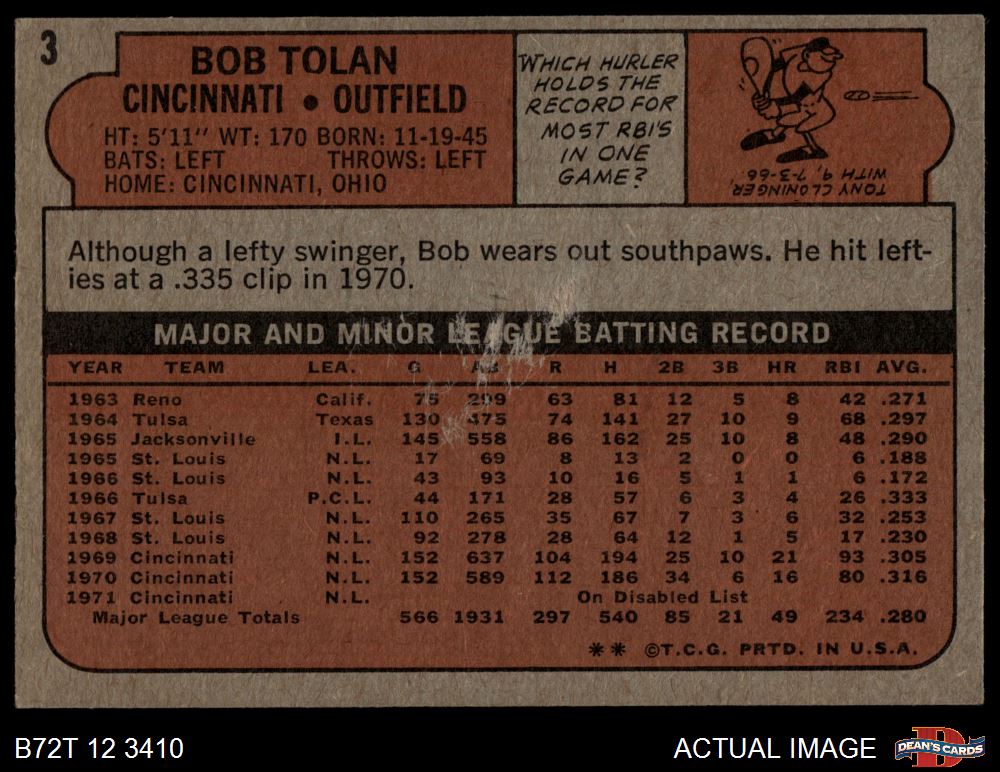 3
BOB TOLAN
CINCINNATI • OUTFIELD
HT: 5'11" WT: 170 BORN: 11-19-45
BATS: LEFT THROWS: LEFT
HOME: CINCINNATI, OHIO
WHICH HURLER
HOLDS THE
RECORD FOR
MOST RBI'S
IN ONE
GAME?
TONY CLONINGER,
WITH 9, 7-3-66
Although a lefty swinger, Bob wears out southpaws. He hit left-
ies at a .335 clip in 1970.
MAJOR AND MINOR LEAGUE BATTING RECORD
YEAR TEAM LEA. G AB R H 2B 3B HR RBI AVG.
1963 Reno Calif. 75 299 63 81 12 5 8 42 .271
1964 Tulsa Texas 130 475 74 141 27 10 9 68 .297
1965 Jacksonville I.L. 145 558 86 162 25 10 8 48 .290
1965 St. Louis N.L. 17 69 8 13 2 0 0 6 .188
1966 St. Louis N.L. 43 93 10 16 5 1 1 6 .172
1966 Tulsa P.C.L. 44 171 28 57 6 3 4 26 .333
1967 St. Louis N.L. 110 265 35 67 7 3 6 32 .253
1968 St. Louis N.L. 92 278 28 64 12 1 5 17 .230
1969 Cincinnati N.L. 152 637 104 194 25 10 21 93 .305
1970 Cincinnati N.L. 152 589 112 186 34 6 16 80 .316
1971 Cincinnati N.L. On Disabled List
Major League Totals 566 1931 297 540 85 21 49 234 .280
** ©T.C.G. PRTD. IN U.S.A.
B72T 12 3410
ACTUAL IMAGE
DEAN'S CARDS